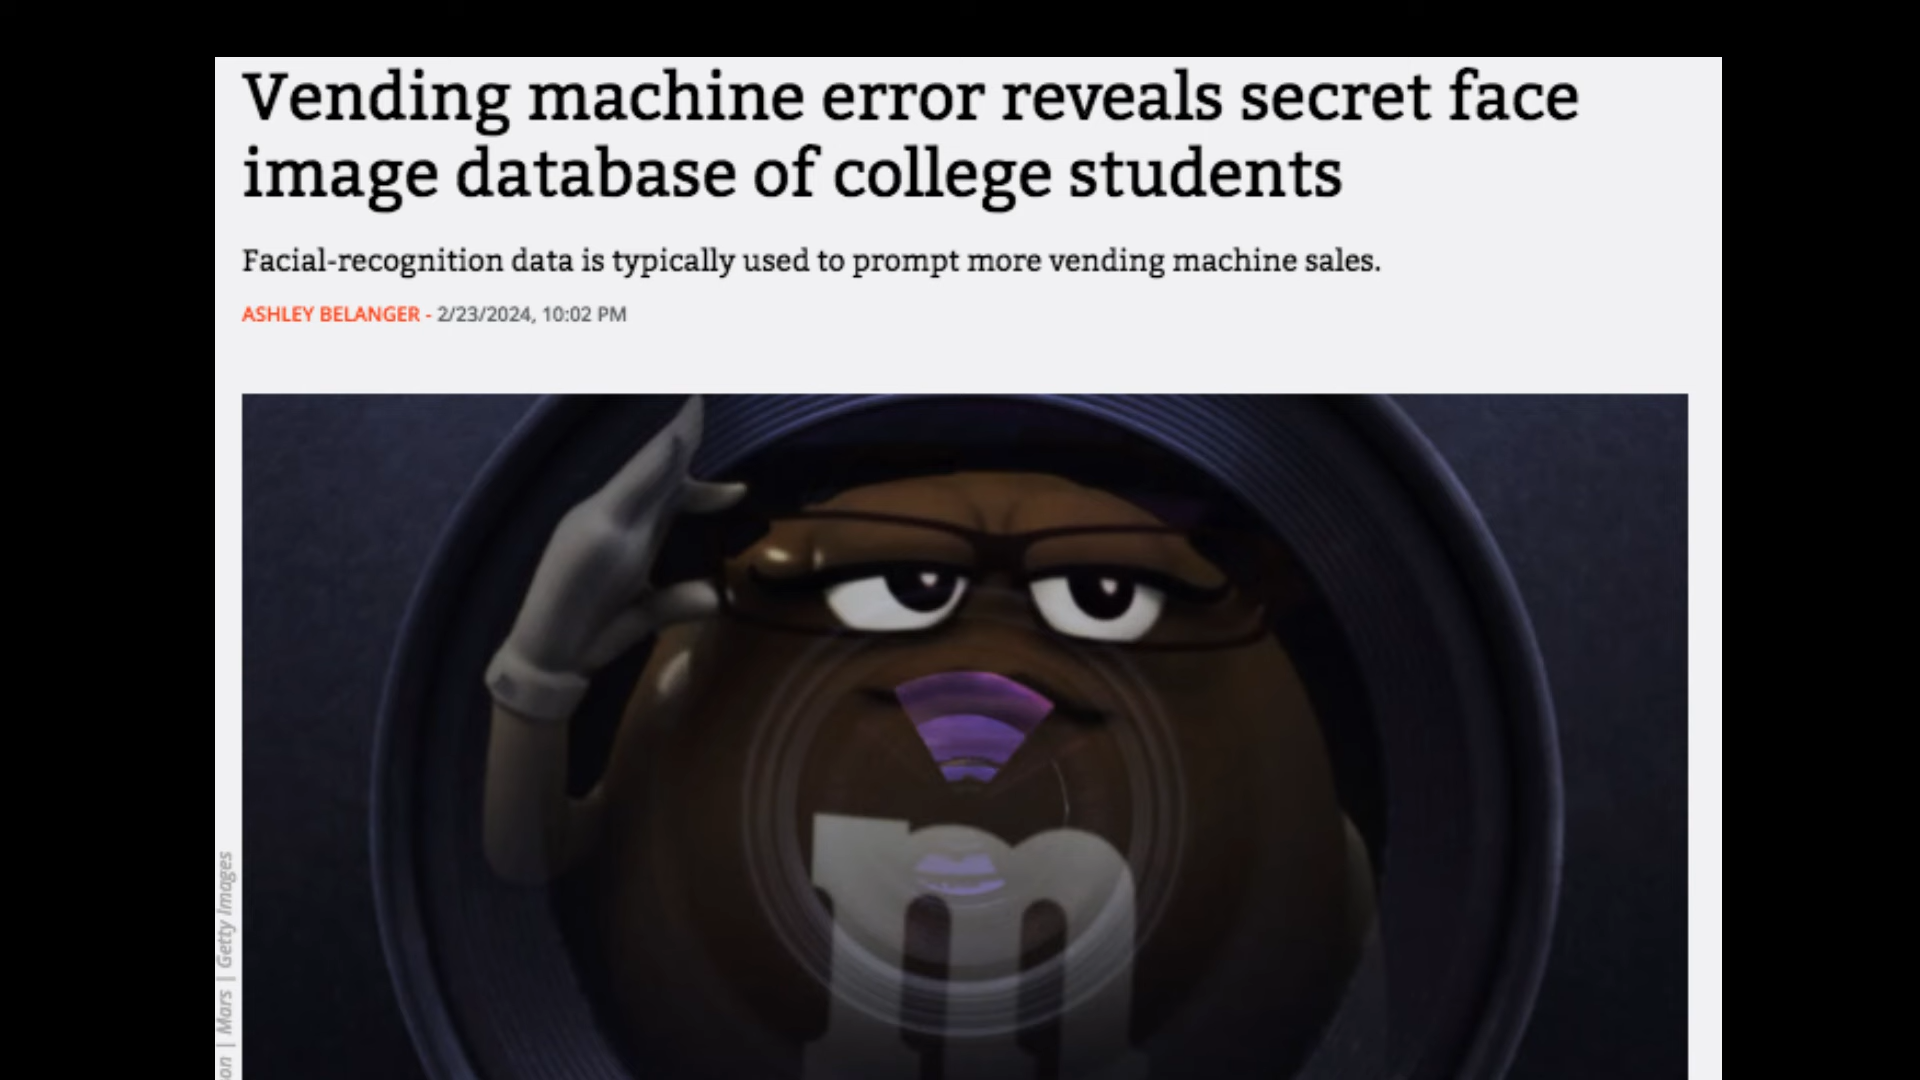 Vending machine error reveals secret face
image database of college students
Facial-recognition data is typically used to prompt more vending machine sales.
ASHLEY BELANGER - 2/23/2024, 10:02 PM
| Mars | Getty Images
m